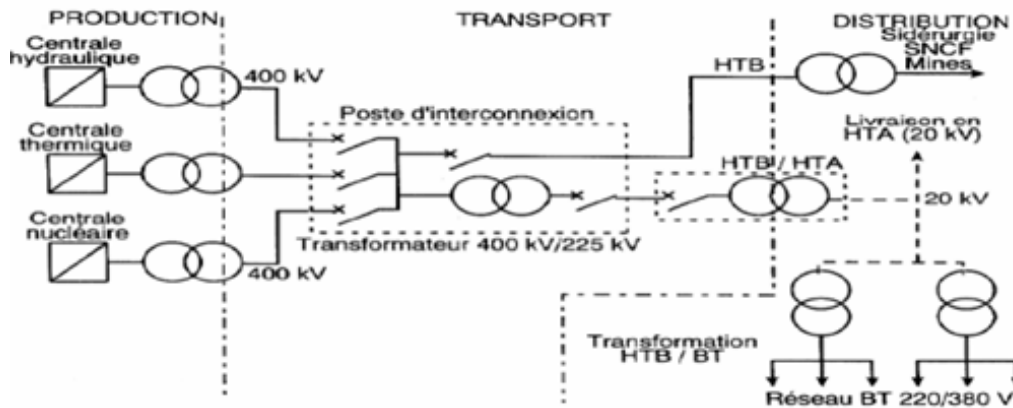 PRODUCTION
TRANSPORT
DISTRIBUTION
Centrale
hydraulique
400 kV
HTB
Sidérurgie
SNCF
Mines
Poste d'interconnexion
Livraison en
HTA (20 kV)
Centrale
thermique
HTB / HTA
20 kV
Centrale
nucléaire
400 kV
Transformateur 400 kV/225 kV
Transformation
HTB / BT
Réseau BT 220/380 V